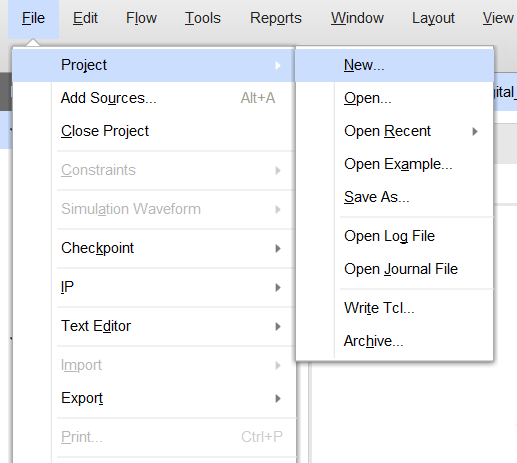 File Edit Flow Tools Reports Window Layout View
Project
Add Sources... Alt+A
Close Project
Constraints
Simulation Waveform
Checkpoint
IP
Text Editor
Import
Export
Print... Ctrl+P
New...
Open...
Open Recent
Open Example...
Save As...
Open Log File
Open Journal File
Write Tcl...
Archive...